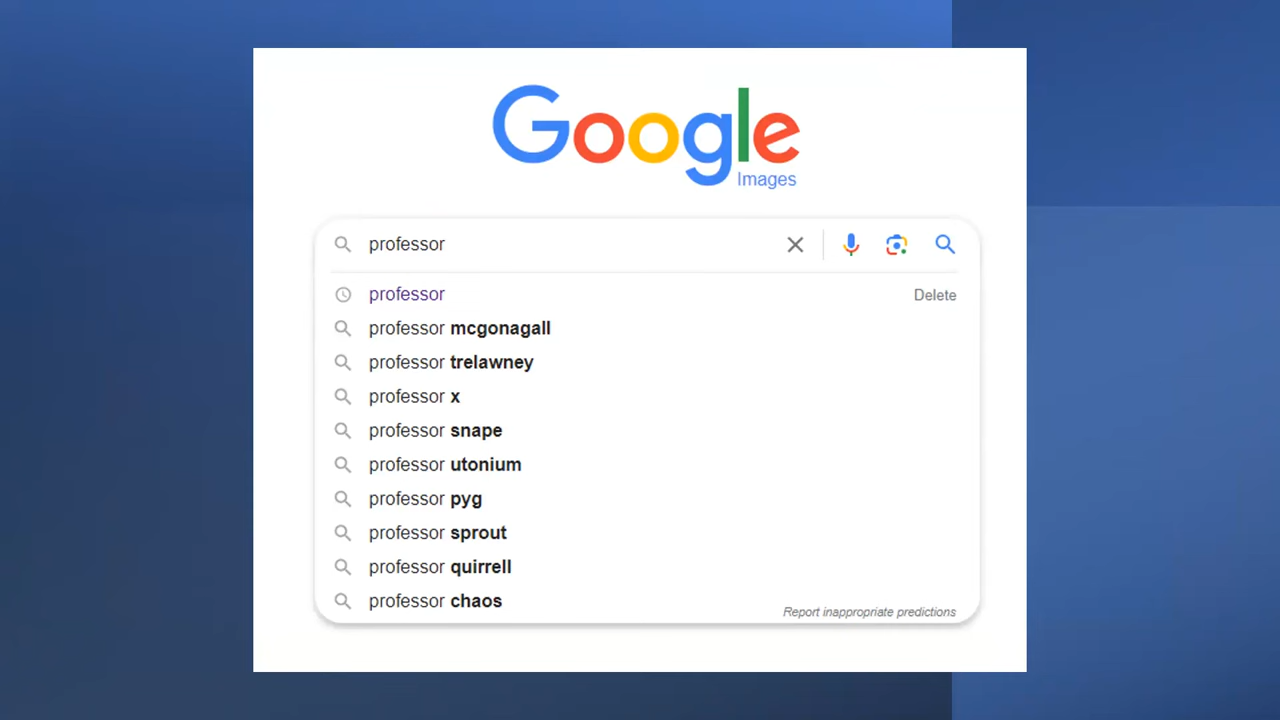 Google
Images
professor
professor Delete
professor mcgonagall
professor trelawney
professor x
professor snape
professor utonium
professor pyg
professor sprout
professor quirrell
professor chaos
Report inappropriate predictions